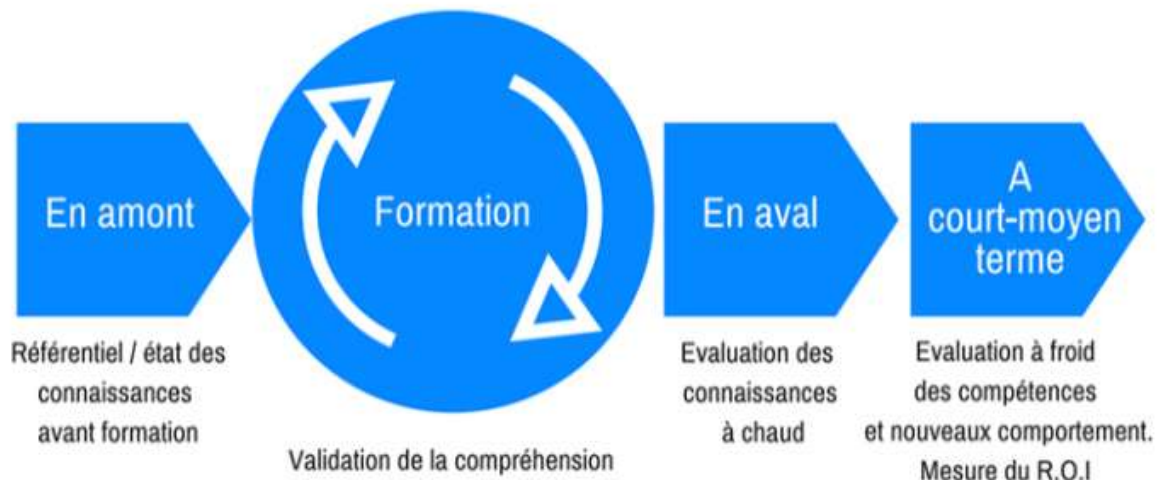 En amont
Référentiel / état des
connaissances
avant formation
Formation
Validation de la compréhension
En aval
Evaluation des
connaissances
à chaud
A
court-moyen
terme
Evaluation à froid
des compétences
et nouveaux comportement.
Mesure du R.O.I